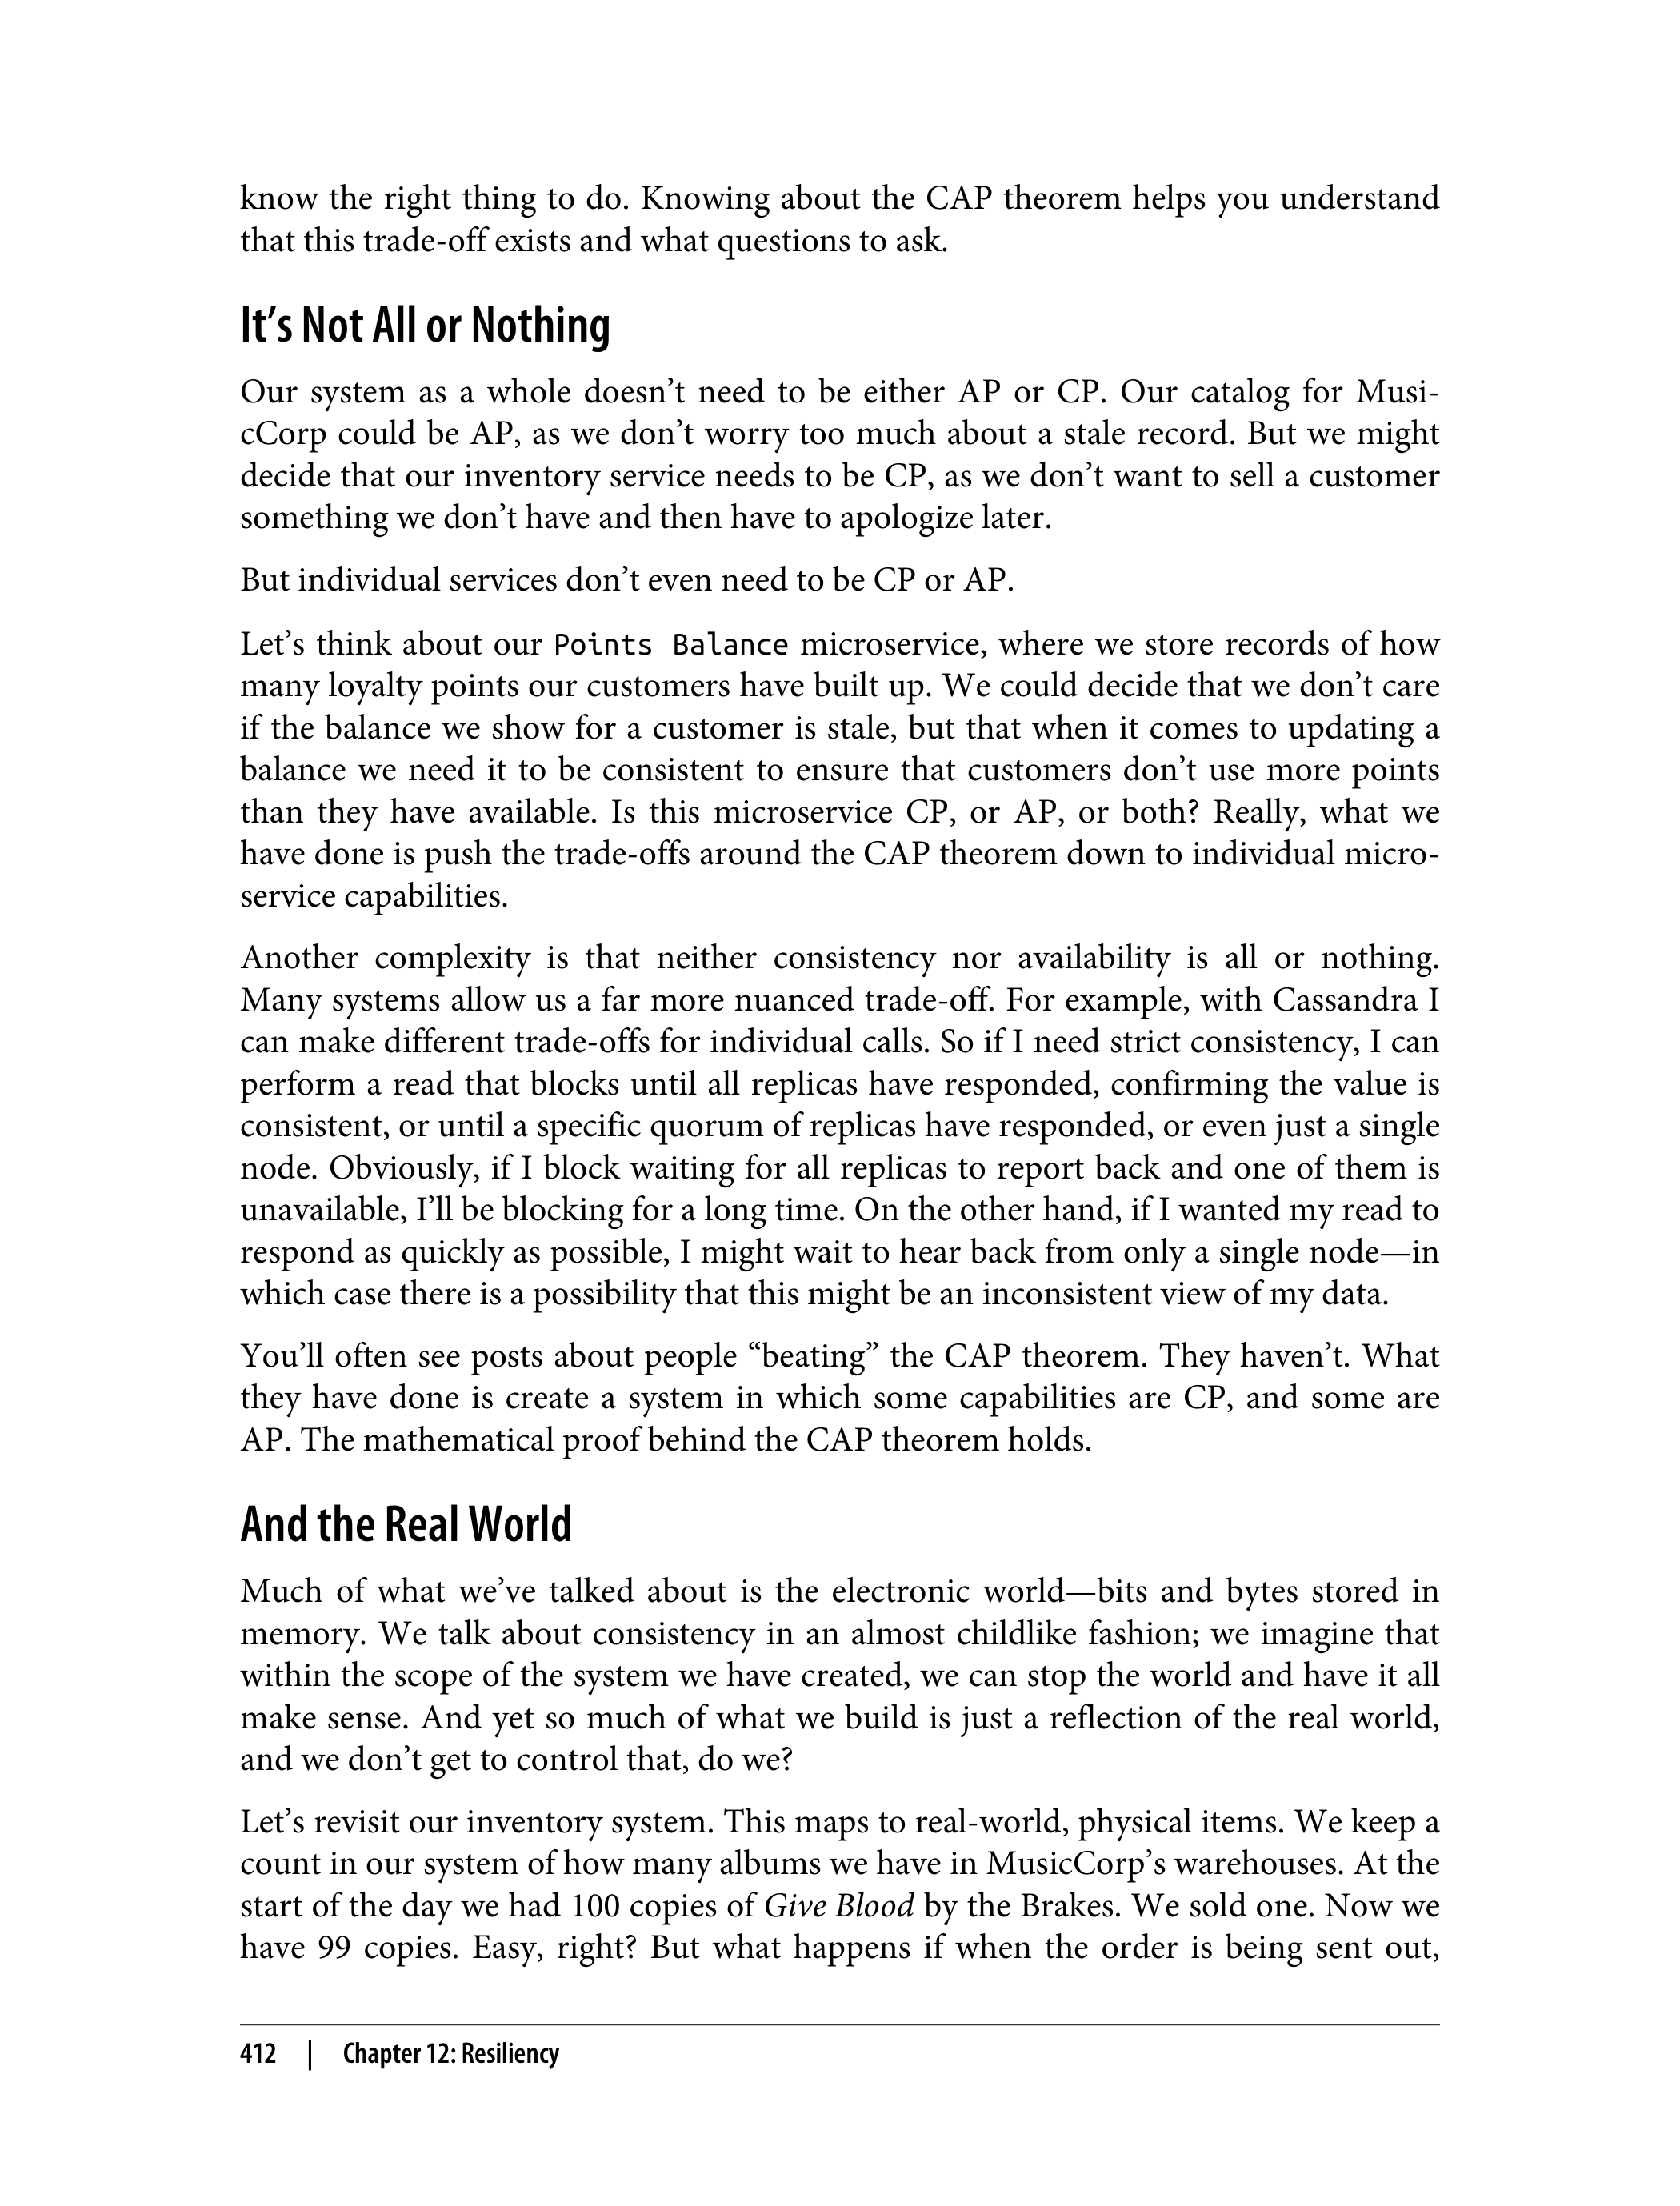 know the right thing to do. Knowing about the CAP theorem helps you understand
that this trade-off exists and what questions to ask.
It’s Not All or Nothing
Our system as a whole doesn’t need to be either AP or CP. Our catalog for Musi-
cCorp could be AP, as we don’t worry too much about a stale record. But we might
decide that our inventory service needs to be CP, as we don’t want to sell a customer
something we don’t have and then have to apologize later.
But individual services don’t even need to be CP or AP.
Let’s think about our Points Balance microservice, where we store records of how
many loyalty points our customers have built up. We could decide that we don’t care
if the balance we show for a customer is stale, but that when it comes to updating a
balance we need it to be consistent to ensure that customers don’t use more points
than they have available. Is this microservice CP, or AP, or both? Really, what we
have done is push the trade-offs around the CAP theorem down to individual micro-
service capabilities.
Another complexity is that neither consistency nor availability is all or nothing.
Many systems allow us a far more nuanced trade-off. For example, with Cassandra I
can make different trade-offs for individual calls. So if I need strict consistency, I can
perform a read that blocks until all replicas have responded, confirming the value is
consistent, or until a specific quorum of replicas have responded, or even just a single
node. Obviously, if I block waiting for all replicas to report back and one of them is
unavailable, I’ll be blocking for a long time. On the other hand, if I wanted my read to
respond as quickly as possible, I might wait to hear back from only a single node—in
which case there is a possibility that this might be an inconsistent view of my data.
You’ll often see posts about people “beating” the CAP theorem. They haven’t. What
they have done is create a system in which some capabilities are CP, and some are
AP. The mathematical proof behind the CAP theorem holds.
And the Real World
Much of what we’ve talked about is the electronic world—bits and bytes stored in
memory. We talk about consistency in an almost childlike fashion; we imagine that
within the scope of the system we have created, we can stop the world and have it all
make sense. And yet so much of what we build is just a reflection of the real world,
and we don’t get to control that, do we?
Let’s revisit our inventory system. This maps to real-world, physical items. We keep a
count in our system of how many albums we have in MusicCorp’s warehouses. At the
start of the day we had 100 copies of Give Blood by the Brakes. We sold one. Now we
have 99 copies. Easy, right? But what happens if when the order is being sent out,
412 | Chapter 12: Resiliency